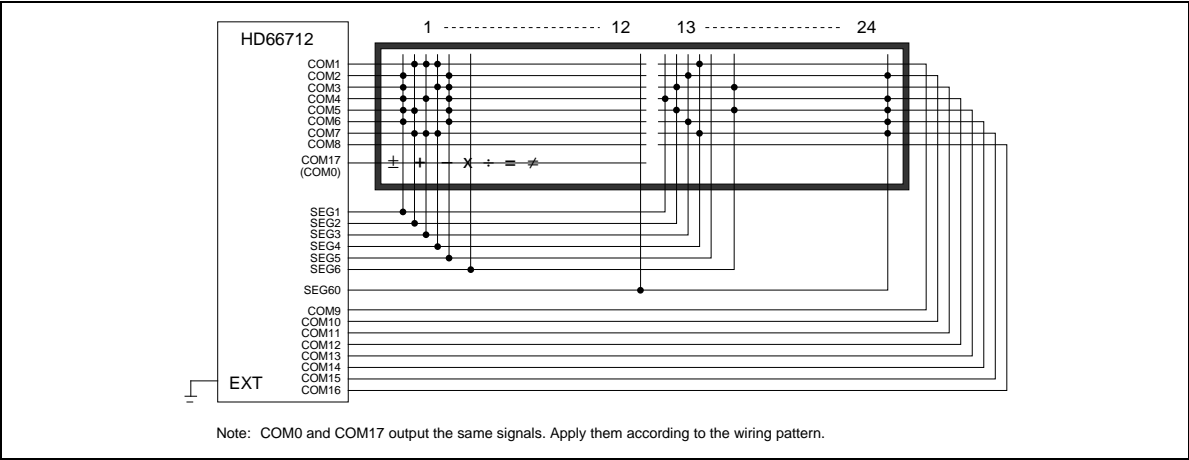 1 12 13 24
HD66712
COM1
COM2
COM3
COM4
COM5
COM6
COM7
COM8
COM17
(COM0)
± + − x ÷ = ≠
SEG1
SEG2
SEG3
SEG4
SEG5
SEG6
SEG60
COM9
COM10
COM11
COM12
COM13
COM14
COM15
COM16
EXT
Note: COM0 and COM17 output the same signals. Apply them according to the wiring pattern.